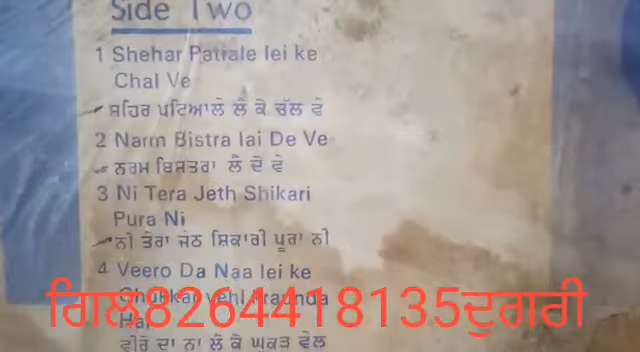 Side Two
1 Shehar Patrale lei ke
Chal Ve
ਸ਼ਹਿਰ ਪਟਿਆਲੇ ਲੈ ਕੇ ਚੱਲ ਵੇ
2 Narm Bistra lai De Ve
ਨਰਮ ਬਿਸਤਰਾ ਲੈ ਦੇ ਵੇ
3 Ni Tera Jeth Shikari
Pura Ni
ਨੀ ਤੇਰਾ ਜੇਠ ਸ਼ਿਕਾਰੀ ਪੂਰਾ ਨੀ
4 Veero Da Naa lei ke
ਗਿਲ8264418135ਦੁਗਰੀ
Hai
ਵੀਰੋ ਦਾ ਨਾ ਲੈ ਕੇ